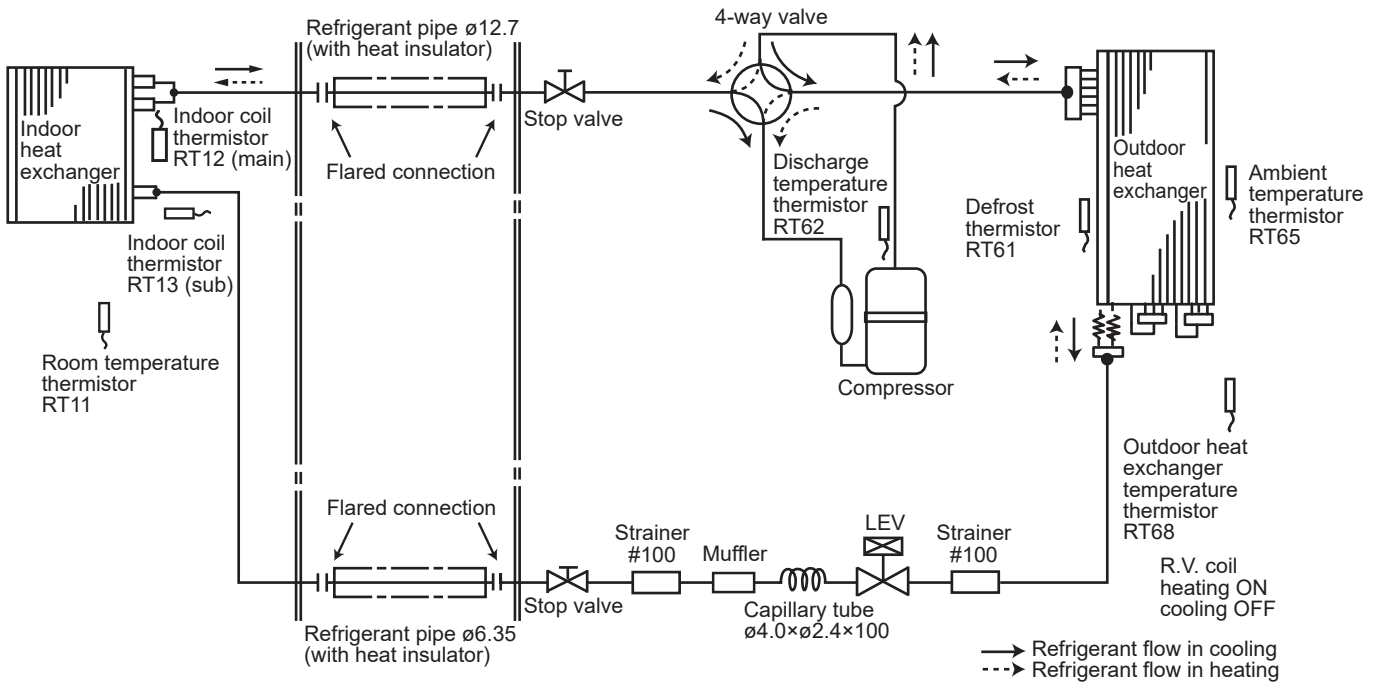 Refrigerant pipe ø12.7
(with heat insulator)
4-way valve
Indoor
heat
exchanger
Indoor coil
thermistor
RT12 (main)
Flared connection
Stop valve
Discharge
temperature
thermistor
RT62
Defrost
thermistor
RT61
Outdoor
heat
exchanger
Ambient
temperature
thermistor
RT65
Indoor coil
thermistor
RT13 (sub)
Room temperature
thermistor
RT11
Compressor
Outdoor heat
exchanger
temperature
thermistor
RT68
Flared connection
Stop valve
Strainer
#100
Muffler
Capillary tube
ø4.0×ø2.4×100
LEV
Strainer
#100
R.V. coil
heating ON
cooling OFF
Refrigerant pipe ø6.35
(with heat insulator)
Refrigerant flow in cooling
Refrigerant flow in heating